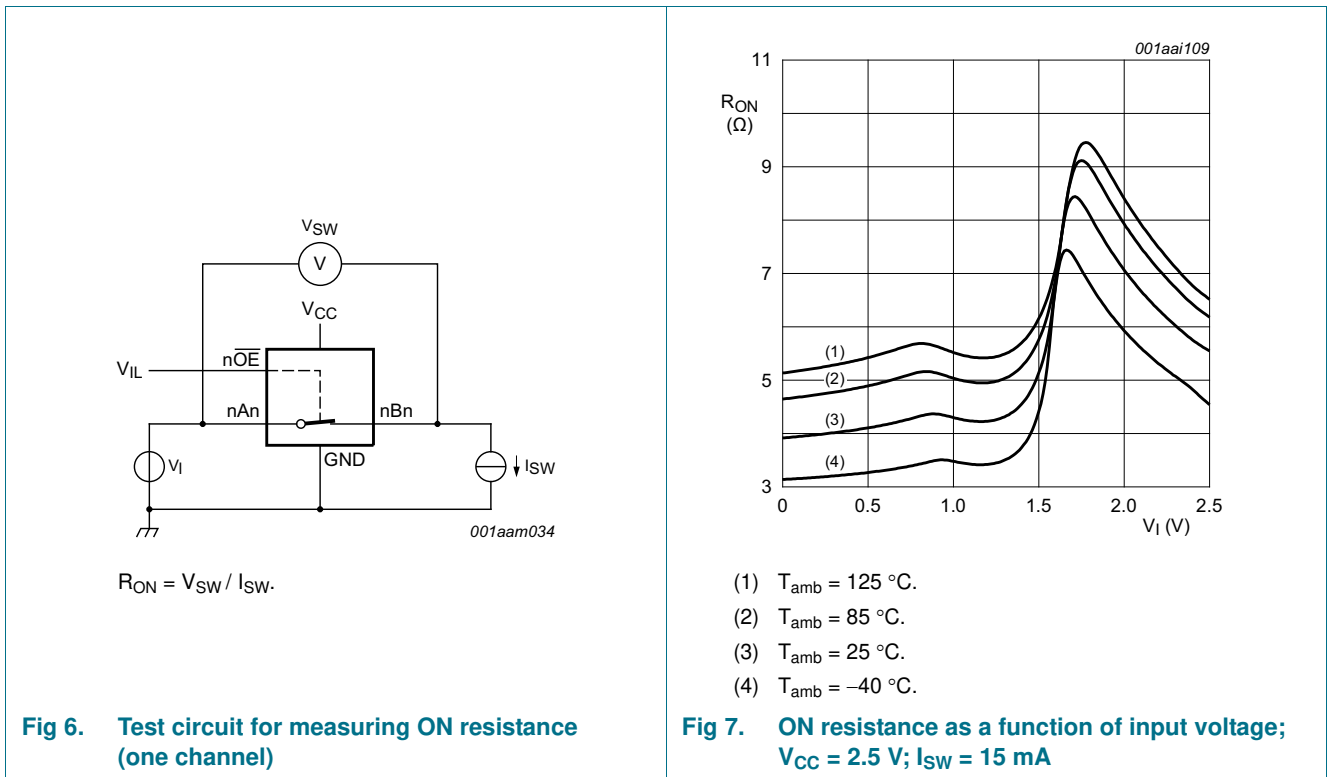 V_SW
V
V_CC
nOE
V_IL
nAn
nBn
GND
V_I
I_SW
001aam034
R_ON = V_SW / I_SW.
Fig 6. Test circuit for measuring ON resistance
(one channel)
001aai109
R_ON
(Ω)
11
9
7
5
3
(1)
(2)
(3)
(4)
0
0.5
1.0
1.5
2.0
2.5
V_I (V)
(1) T_amb = 125 °C.
(2) T_amb = 85 °C.
(3) T_amb = 25 °C.
(4) T_amb = −40 °C.
Fig 7. ON resistance as a function of input voltage;
V_CC = 2.5 V; I_SW = 15 mA